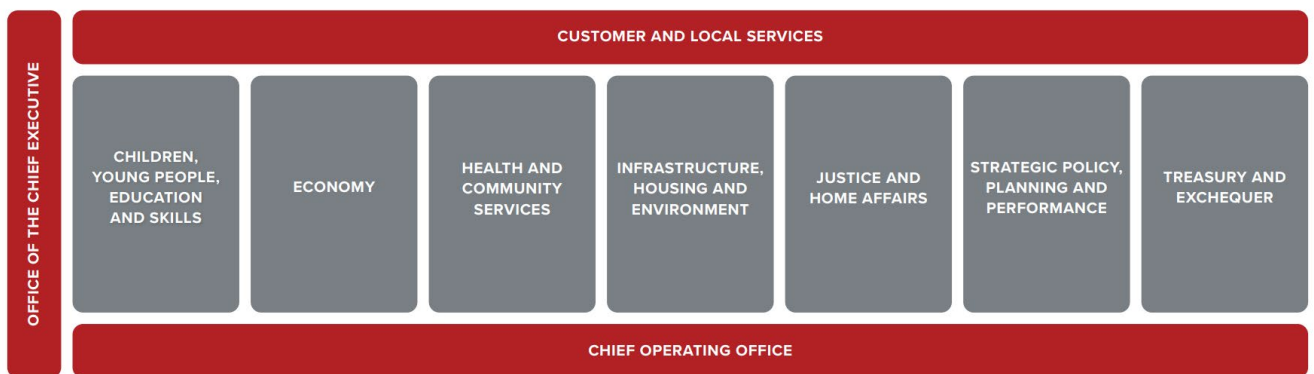 OFFICE OF THE CHIEF EXECUTIVE
CUSTOMER AND LOCAL SERVICES
CHILDREN,
YOUNG PEOPLE,
EDUCATION
AND SKILLS
ECONOMY
HEALTH AND
COMMUNITY
SERVICES
INFRASTRUCTURE,
HOUSING AND
ENVIRONMENT
JUSTICE AND
HOME AFFAIRS
STRATEGIC POLICY,
PLANNING AND
PERFORMANCE
TREASURY AND
EXCHEQUER
CHIEF OPERATING OFFICE